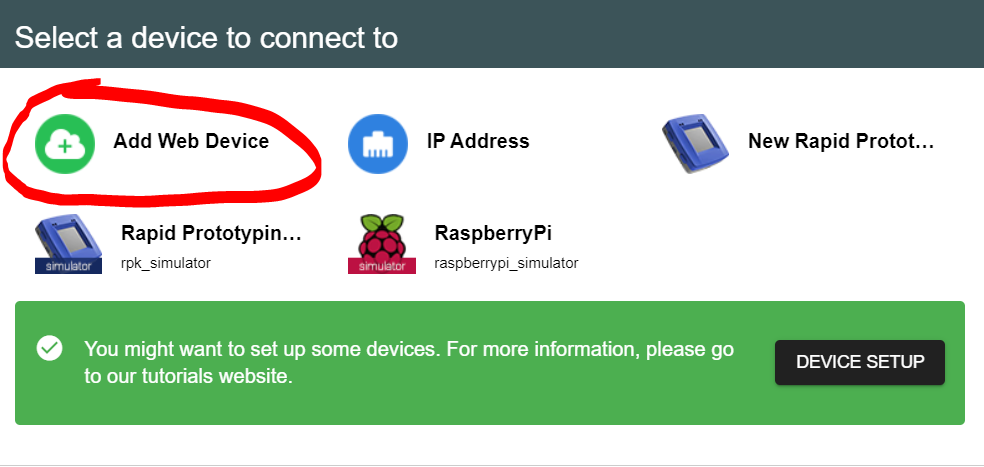 Select a device to connect to
Add Web Device
IP Address
New Rapid Protot...
Rapid Prototypin...
rpk_simulator
simulator
RaspberryPi
raspberrypi_simulator
simulator
You might want to set up some devices. For more information, please go
to our tutorials website.
DEVICE SETUP